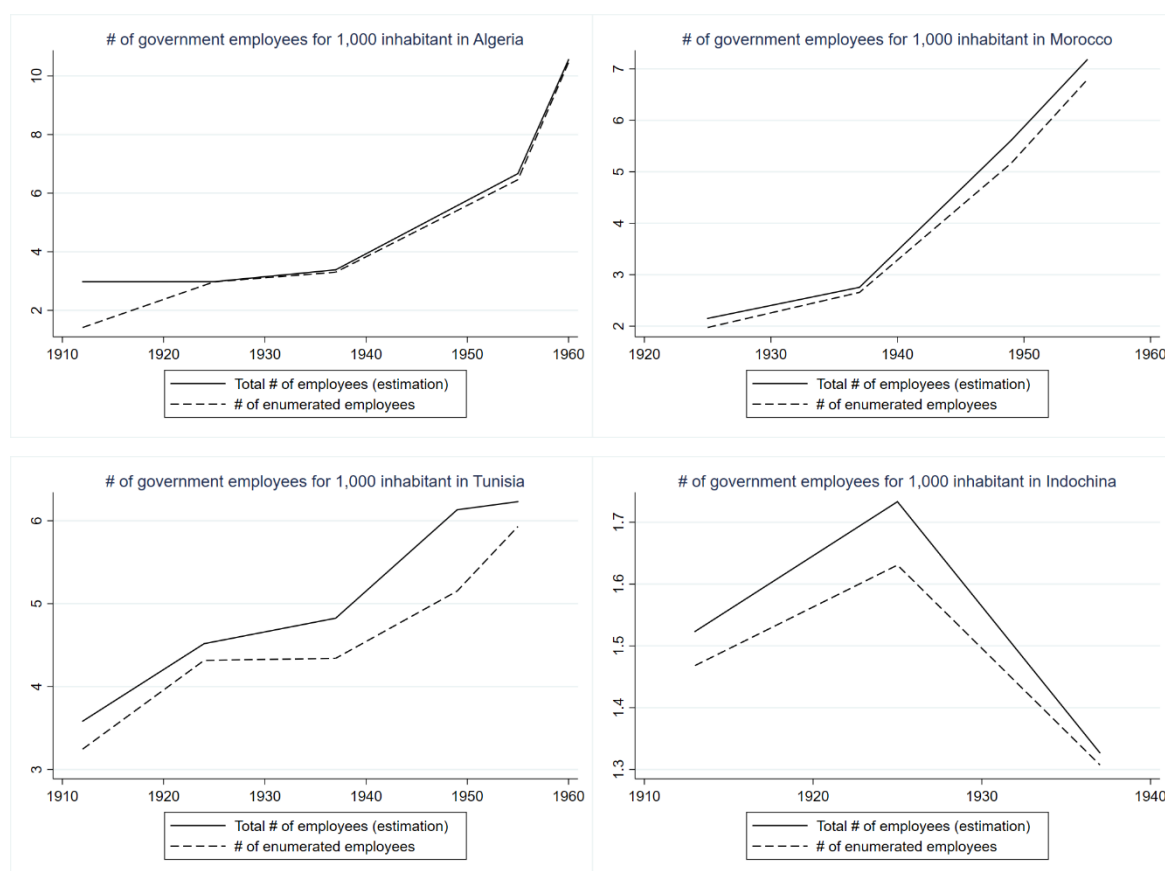 # of government employees for 1,000 inhabitant in Algeria
10
8
6
4
2
1910 1920 1930 1940 1950 1960
Total # of employees (estimation)
# of enumerated employees
# of government employees for 1,000 inhabitant in Morocco
7
6
5
4
3
2
1920 1930 1940 1950 1960
Total # of employees (estimation)
# of enumerated employees
# of government employees for 1,000 inhabitant in Tunisia
6
5
4
3
1910 1920 1930 1940 1950 1960
Total # of employees (estimation)
# of enumerated employees
# of government employees for 1,000 inhabitant in Indochina
1.7
1.6
1.5
1.4
1.3
1910 1920 1930 1940
Total # of employees (estimation)
# of enumerated employees